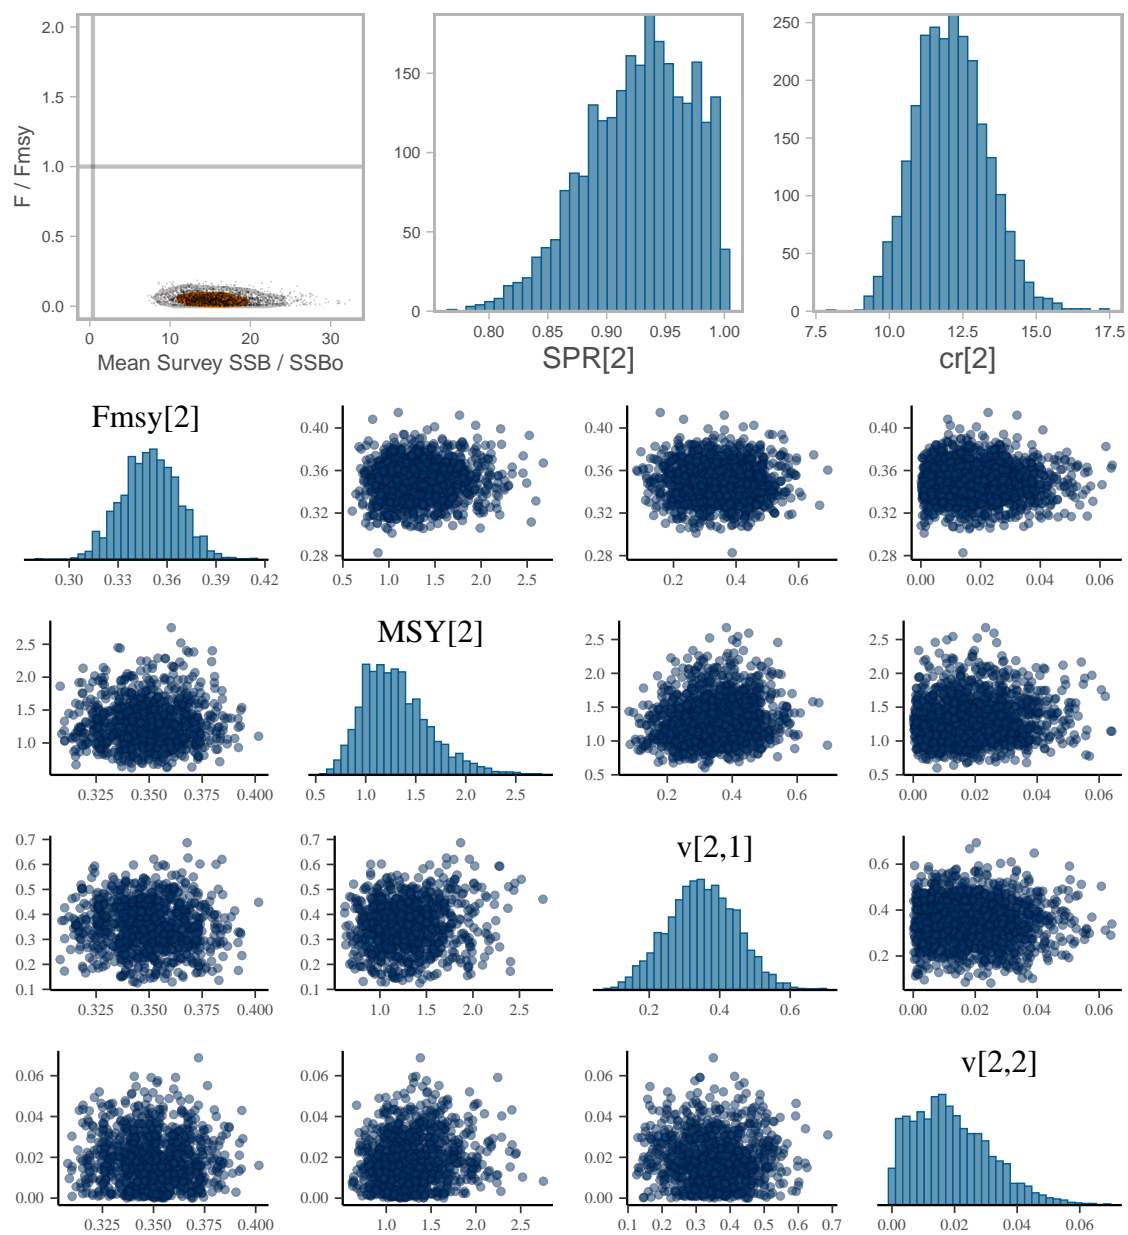 2.0
1.5
1.0
0.5
0.0
F / Fmsy
0 10 20 30
Mean Survey SSB / SSBo
150
100
50
0
0.80 0.85 0.90 0.95 1.00
SPR[2]
250
200
150
100
50
0
7.5 10.0 12.5 15.0 17.5
cr[2]
Fmsy[2]
0.30 0.33 0.36 0.39 0.42
0.40
0.36
0.32
0.28
0.5 1.0 1.5 2.0 2.5
0.40
0.36
0.32
0.28
0.2 0.4 0.6
0.40
0.36
0.32
0.28
0.00 0.02 0.04 0.06
2.5
2.0
1.5
1.0
0.325 0.350 0.375 0.400
MSY[2]
0.5 1.0 1.5 2.0 2.5
2.5
2.0
1.5
1.0
0.5
0.2 0.4 0.6
2.5
2.0
1.5
1.0
0.5
0.00 0.02 0.04 0.06
0.7
0.6
0.5
0.4
0.3
0.2
0.1
0.325 0.350 0.375 0.400
0.7
0.6
0.5
0.4
0.3
0.2
0.1
1.0 1.5 2.0 2.5
v[2,1]
0.2 0.4 0.6
0.6
0.4
0.2
0.00 0.02 0.04 0.06
0.06
0.04
0.02
0.00
0.325 0.350 0.375 0.400
0.06
0.04
0.02
0.00
1.0 1.5 2.0 2.5
0.06
0.04
0.02
0.00
0.1 0.2 0.3 0.4 0.5 0.6 0.7
v[2,2]
0.00 0.02 0.04 0.06